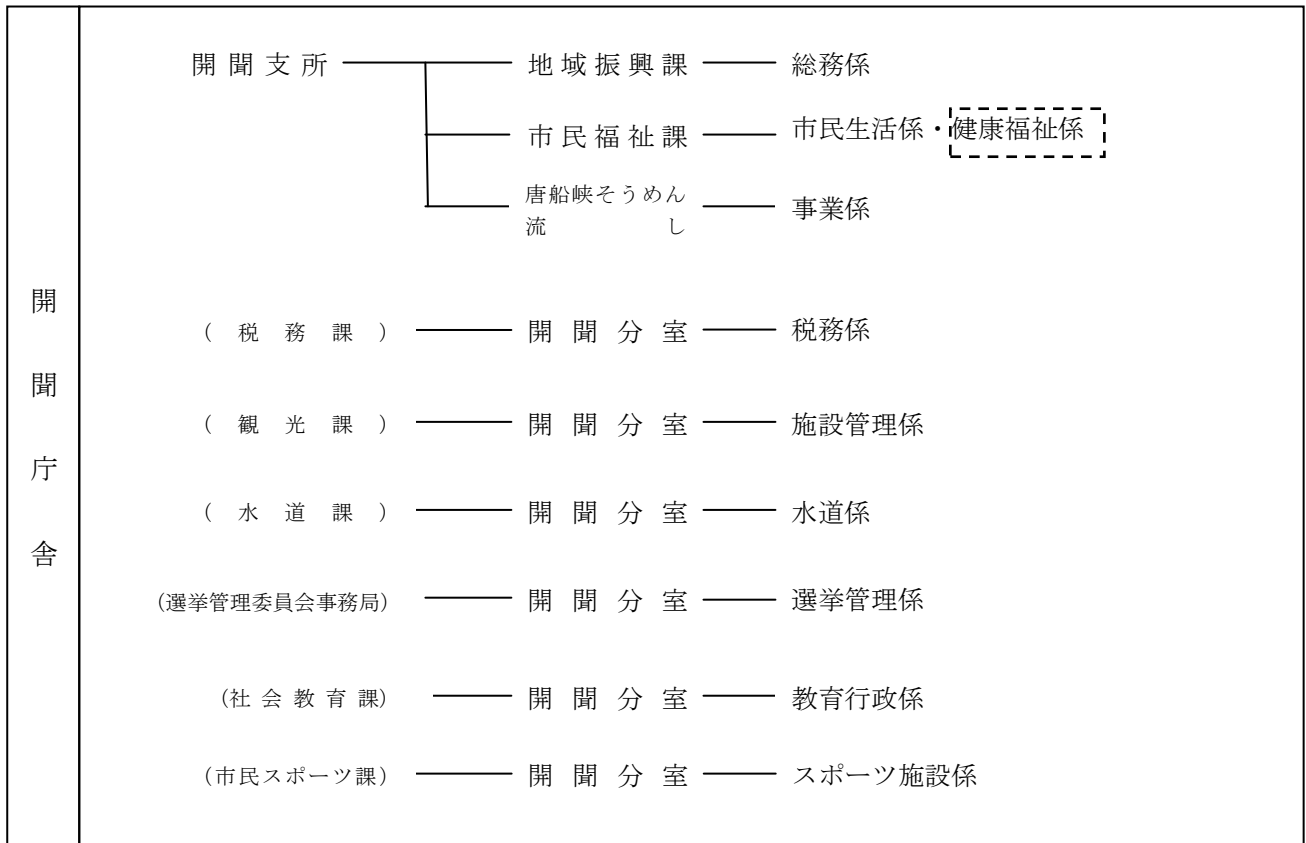 開聞庁舎
開聞支所 地域振興課 総務係
市民福祉課 市民生活係・健康福祉係
唐船峡そうめん
流し 事業係
(税務課) 開聞分室 税務係
(観光課) 開聞分室 施設管理係
(水道課) 開聞分室 水道係
(選挙管理委員会事務局) 開聞分室 選挙管理係
(社会教育課) 開聞分室 教育行政係
(市民スポーツ課) 開聞分室 スポーツ施設係